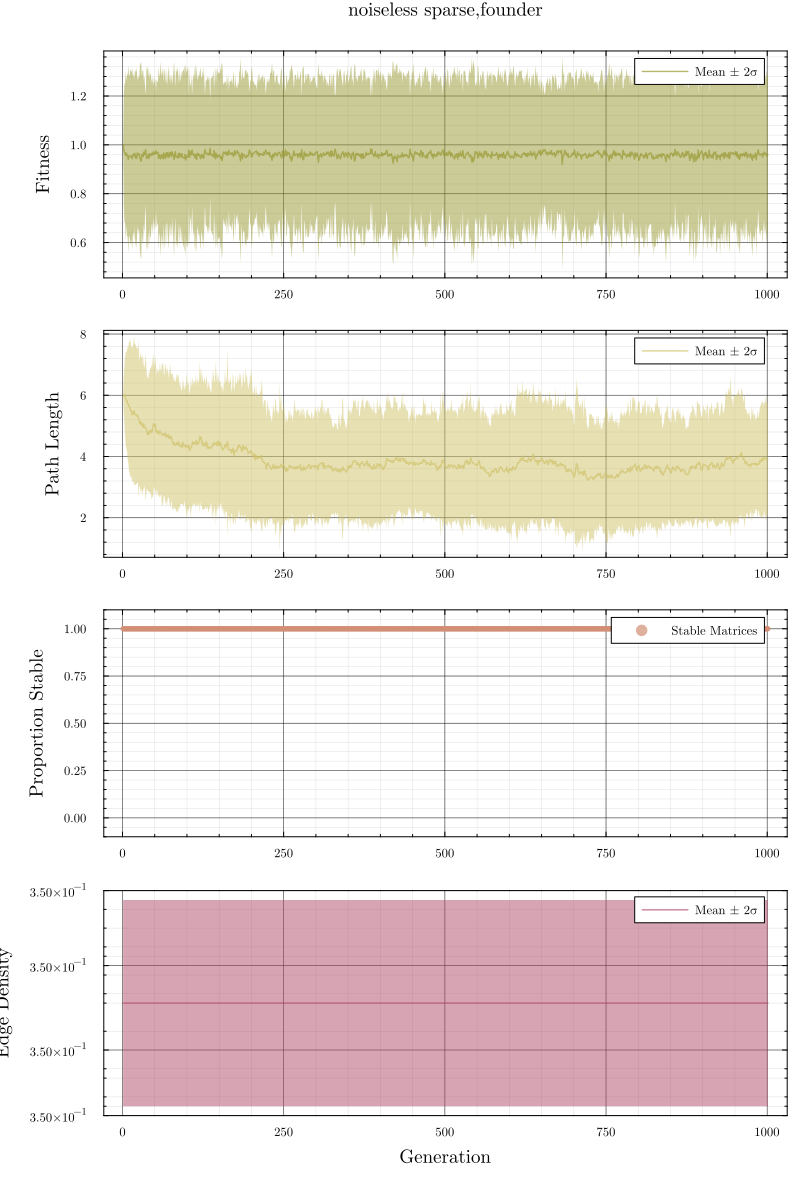 noiseless sparse,founder
Mean ± 2σ
1.2
1.0
0.8
0.6
Fitness
0 250 500 750 1000
Mean ± 2σ
8
6
4
2
Path Length
0 250 500 750 1000
Stable Matrices
1.00
0.75
0.50
0.25
0.00
Proportion Stable
0 250 500 750 1000
Mean ± 2σ
3.50×10⁻¹
3.50×10⁻¹
3.50×10⁻¹
3.50×10⁻¹
Edge Density
0 250 500 750 1000
Generation